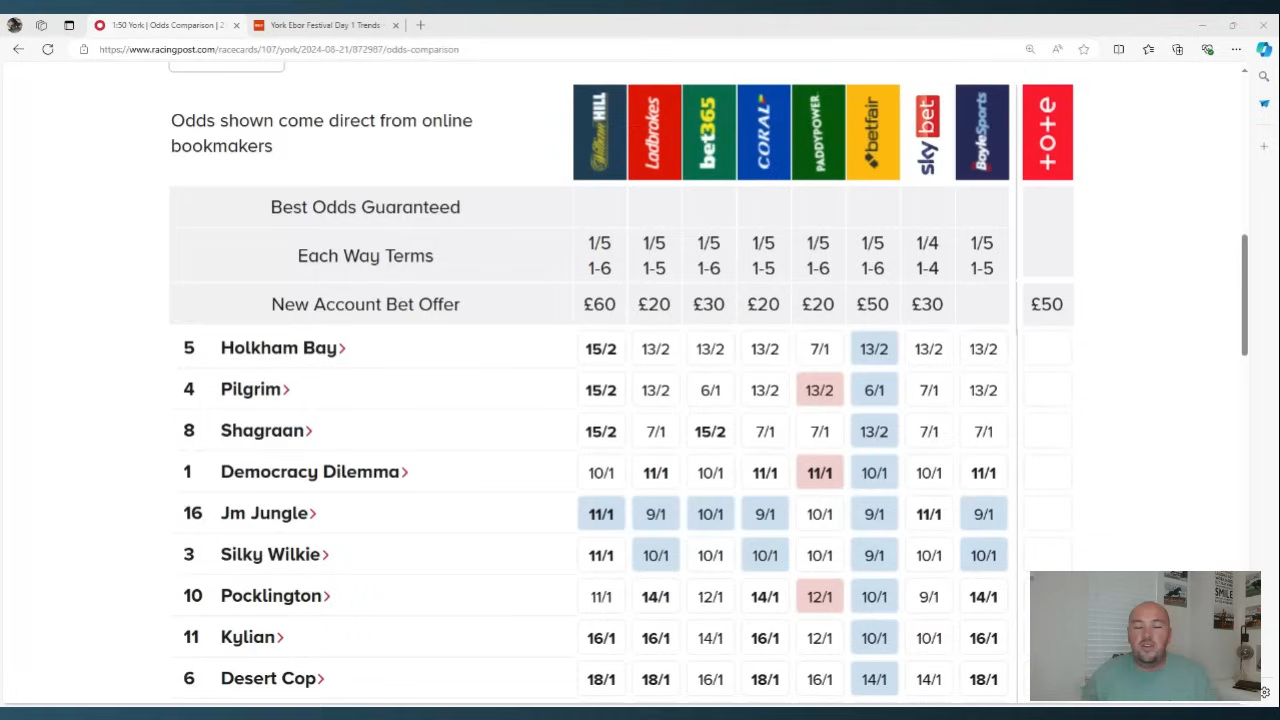 1:50 York | Odds Comparison | 2
York Ebor Festival Day 1 Trends -
https://www.racingpost.com/racecards/107/york/2024-08-21/872987/odds-comparison
Odds shown come direct from online
bookmakers
William HILL Ladbrokes bet365 CORAL PADDYPOWER betfair sky bet BoyleSports tote
Best Odds Guaranteed
Each Way Terms 1/5 1/5 1/5 1/5 1/5 1/5 1/4 1/5
1-6 1-5 1-6 1-5 1-6 1-6 1-4 1-5
New Account Bet Offer £60 £20 £30 £20 £20 £50 £30 £50
5 Holkham Bay> 15/2 13/2 13/2 13/2 7/1 13/2 13/2 13/2
4 Pilgrim> 15/2 13/2 6/1 13/2 13/2 6/1 7/1 13/2
8 Shagraan> 15/2 7/1 15/2 7/1 7/1 13/2 7/1 7/1
1 Democracy Dilemma> 10/1 11/1 10/1 11/1 11/1 10/1 10/1 11/1
16 Jm Jungle> 11/1 9/1 10/1 9/1 10/1 9/1 11/1 9/1
3 Silky Wilkie> 11/1 10/1 10/1 10/1 10/1 9/1 10/1 10/1
10 Pocklington> 11/1 14/1 12/1 14/1 12/1 10/1 9/1 14/1
11 Kylian> 16/1 16/1 14/1 16/1 12/1 10/1 10/1 16/1
6 Desert Cop> 18/1 18/1 16/1 18/1 16/1 14/1 14/1 18/1
SMILE